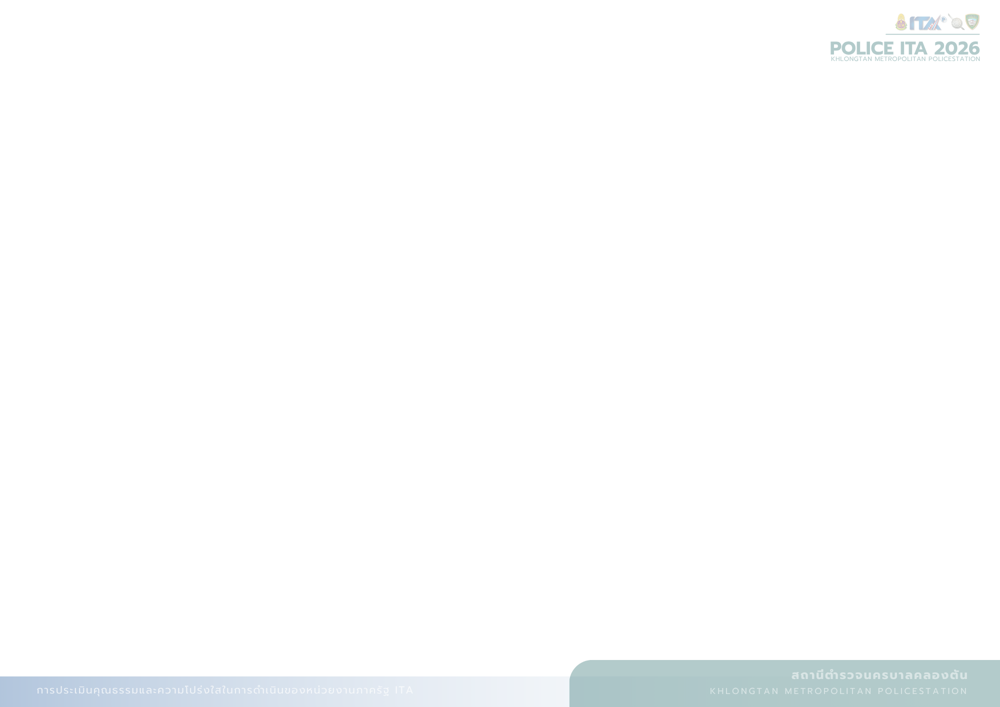 ITA
POLICE ITA 2026
KHLONGTAN METROPOLITAN POLICESTATION
สถานีตำรวจนครบาลคลองตัน
การประเมินคุณธรรมและความโปร่งใสในการดำเนินของหน่วยงานภาครัฐ ITA
KHLONGTAN METROPOLITAN POLICESTATION